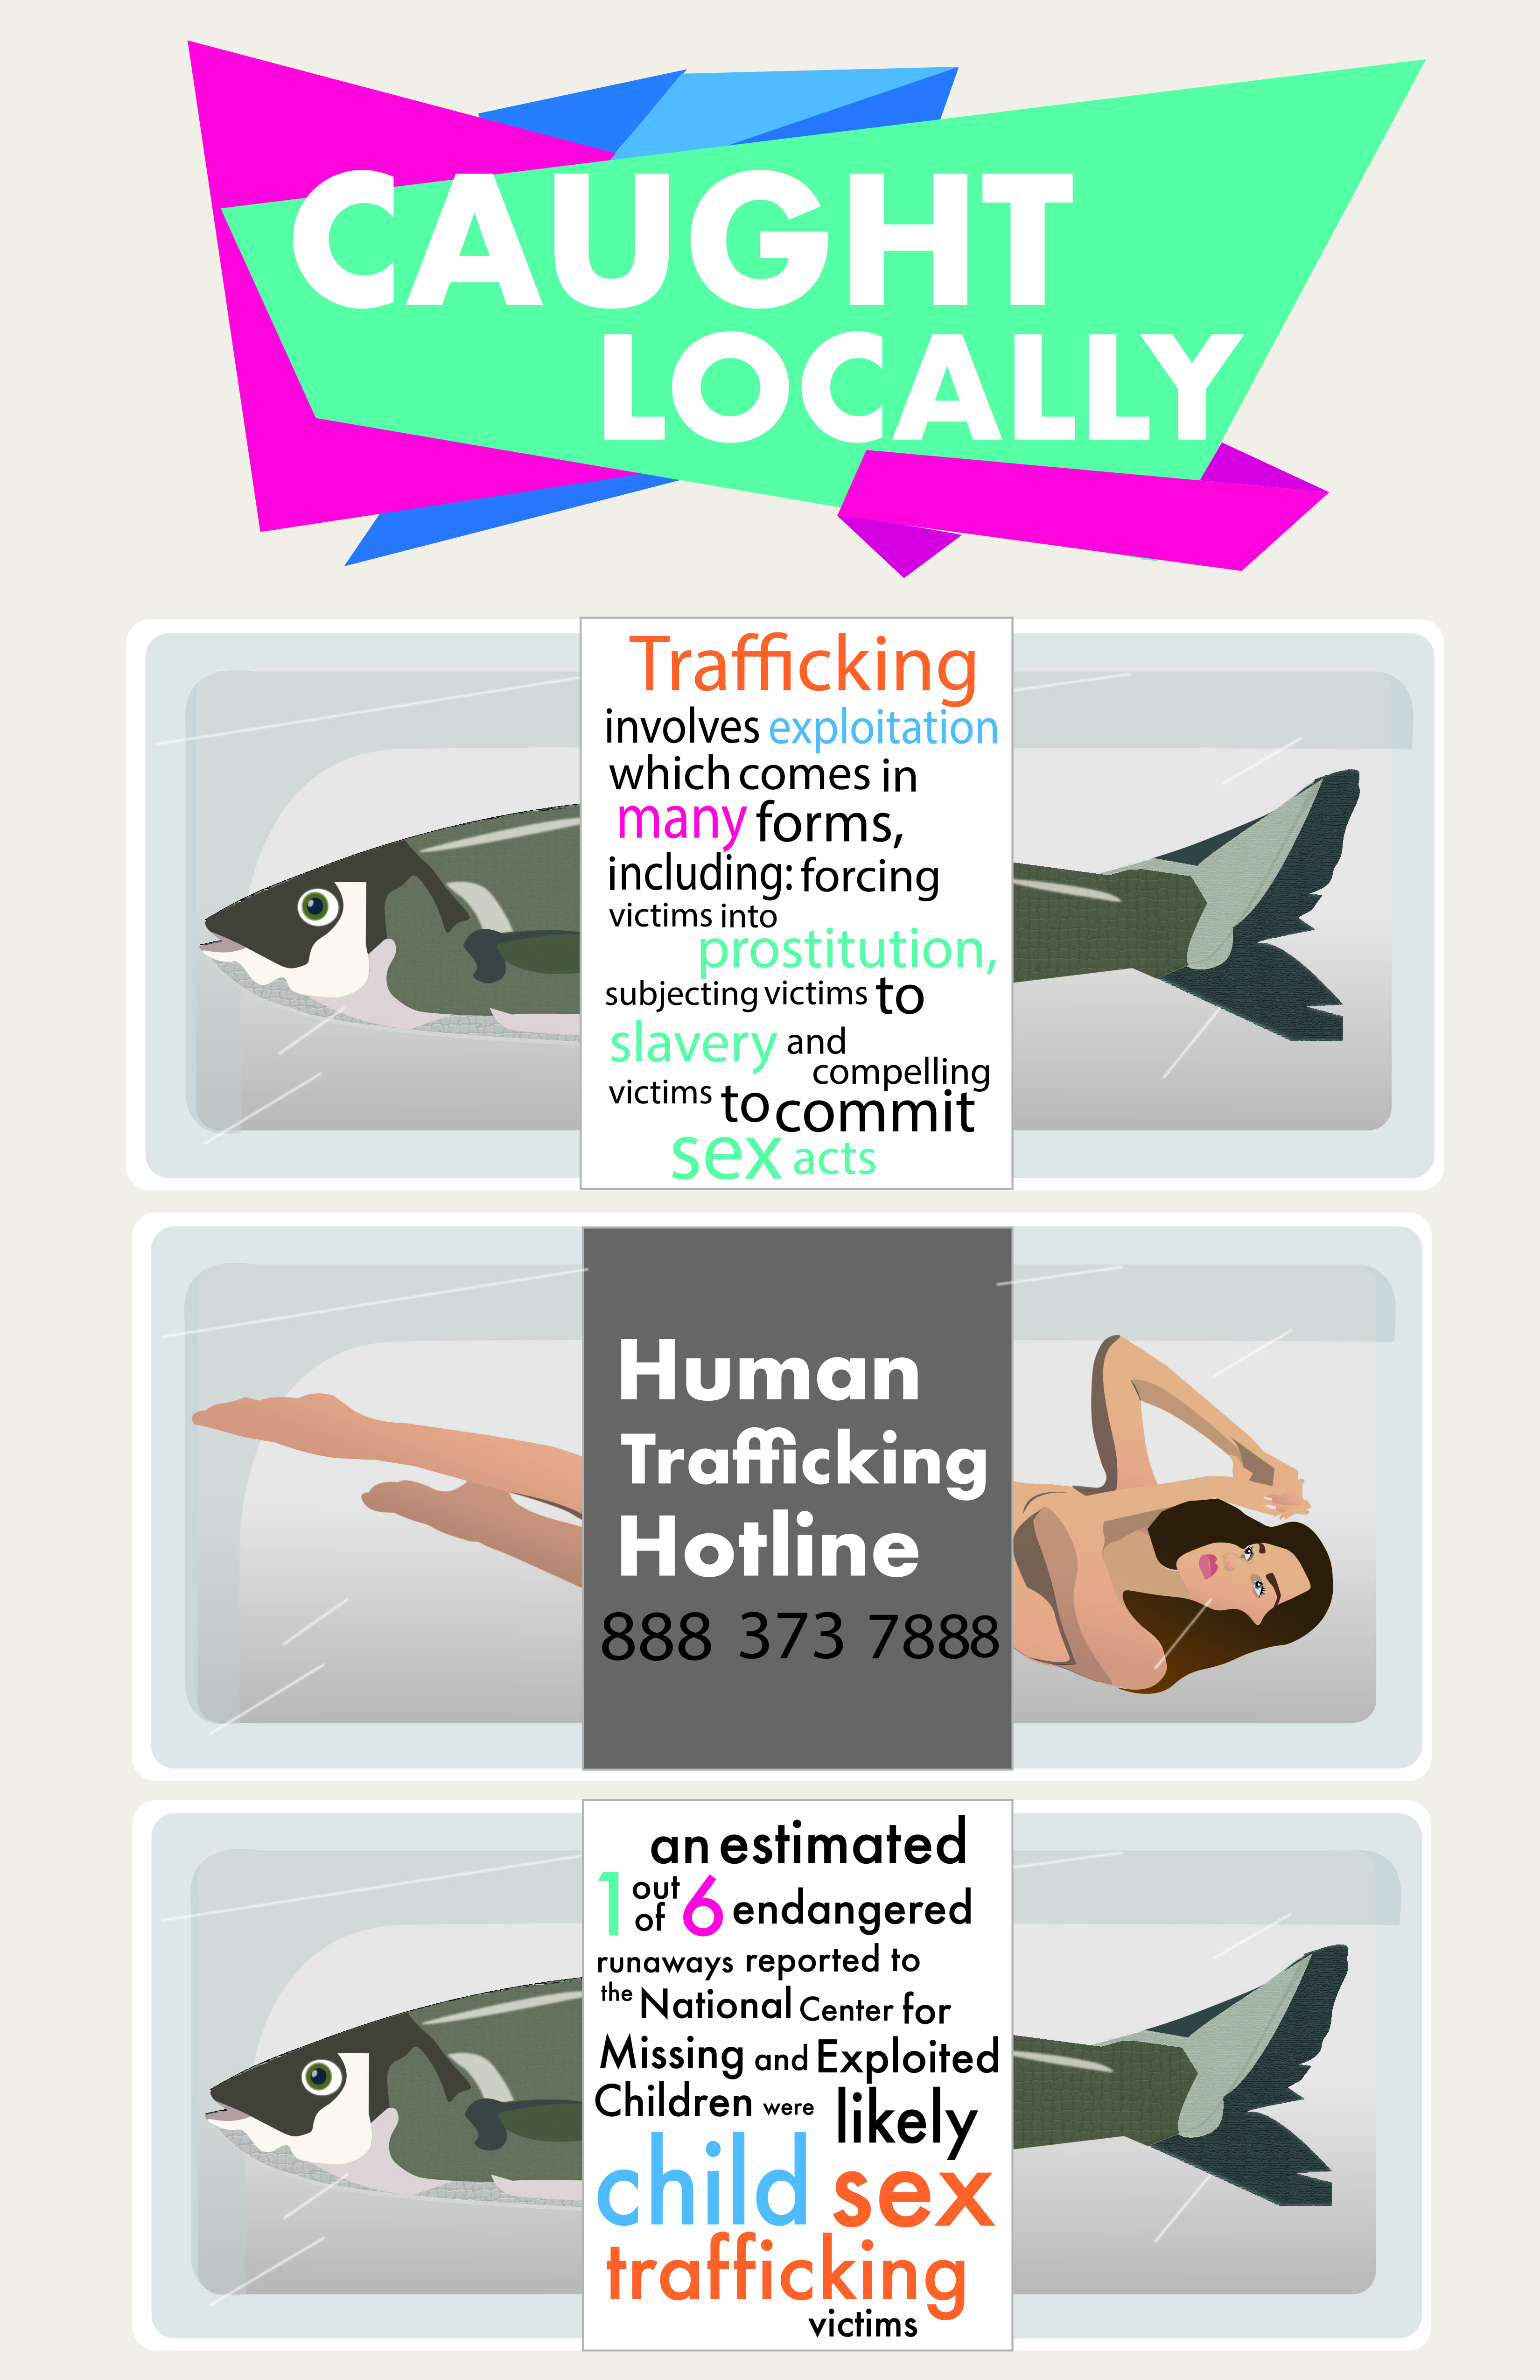 CAUGHT
LOCALLY
Trafficking
involves exploitation
which comes in
many forms,
including: forcing
victims into
prostitution,
subjecting victims to
slavery and
compelling
victims to commit
sex acts
Human
Trafficking
Hotline
888 373 7888
an estimated
1 out of 6 endangered
runaways reported to
the National Center for
Missing and Exploited
Children were likely
child sex
trafficking
victims